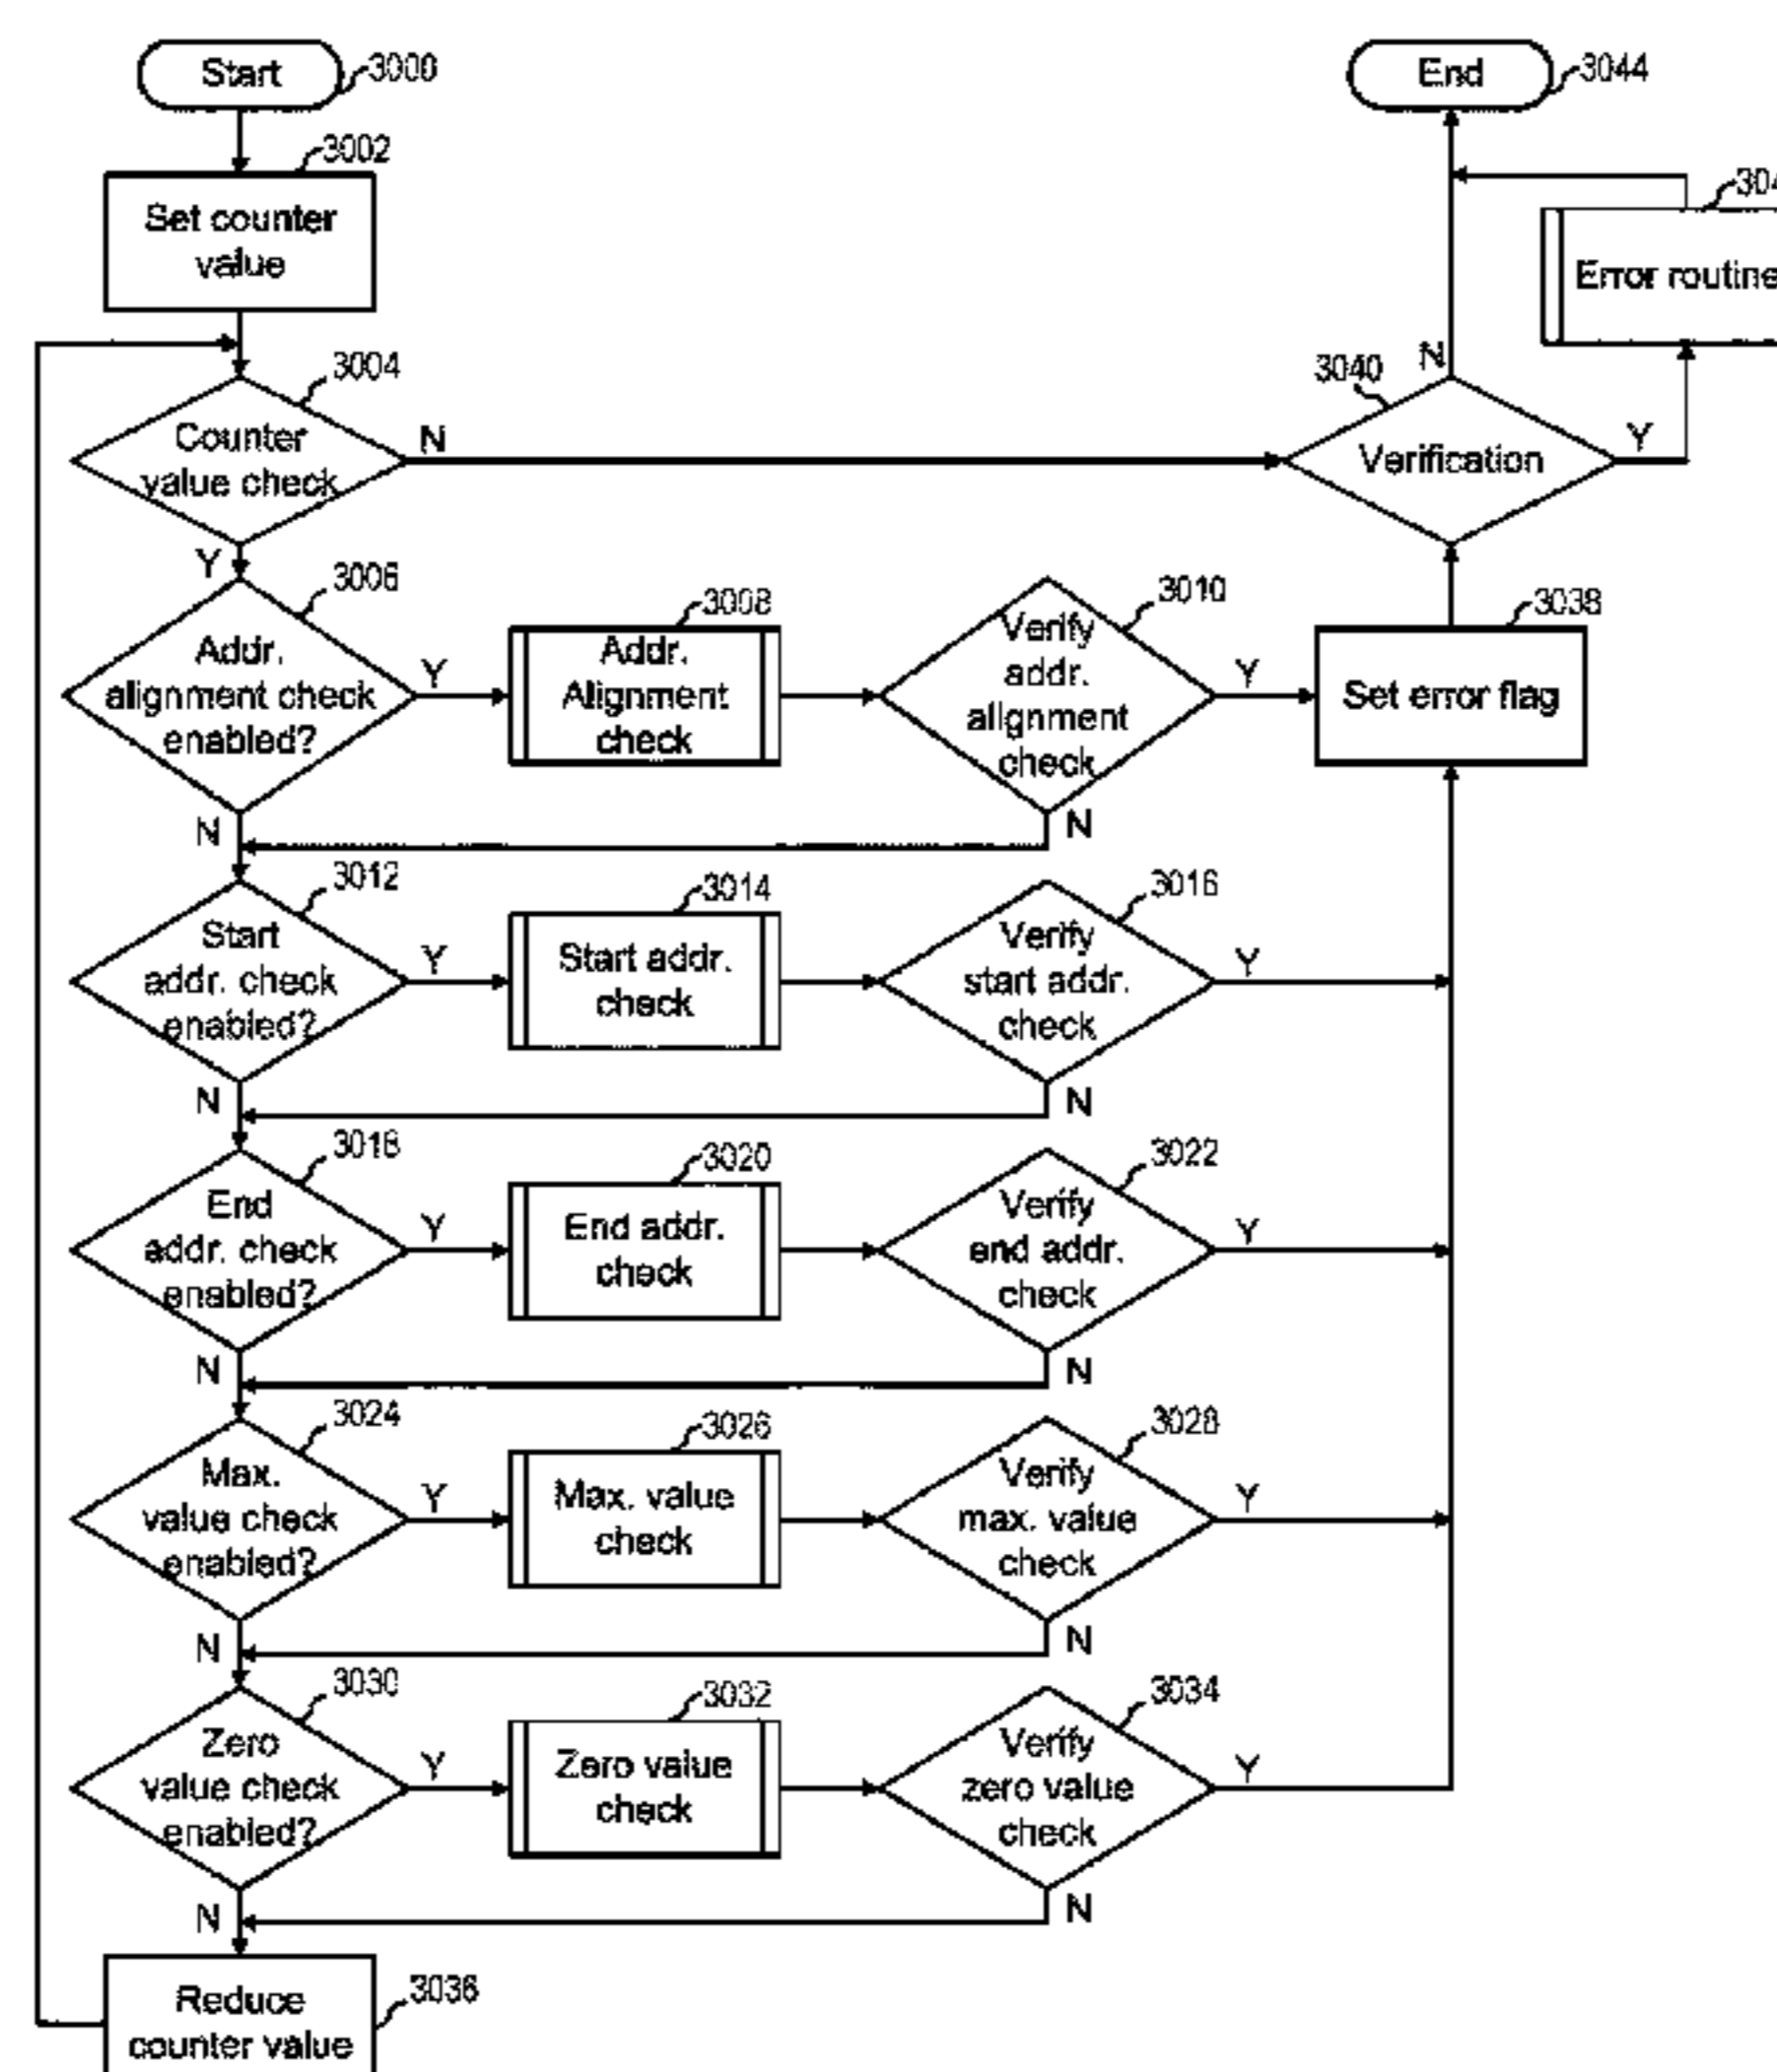 Start
3000
3002
Set counter
value
3004
Counter
value check
N
Y
3006
Addr.
alignment check
enabled?
Y
N
3008
Addr.
Alignment
check
3010
Verify
addr.
alignment
check
Y
N
3012
Start
addr. check
enabled?
Y
N
3014
Start addr.
check
3016
Verify
start addr.
check
Y
N
3018
End
addr. check
enabled?
Y
N
3020
End addr.
check
3022
Verify
end addr.
check
Y
N
3024
Max.
value check
enabled?
Y
N
3026
Max. value
check
3028
Verify
max. value
check
Y
N
3030
Zero
value check
enabled?
Y
N
3032
Zero value
check
3034
Verify
zero value
check
Y
N
Reduce
counter value
3036
Set error flag
3038
3040
Verification
N
Y
Error routine
End
3044